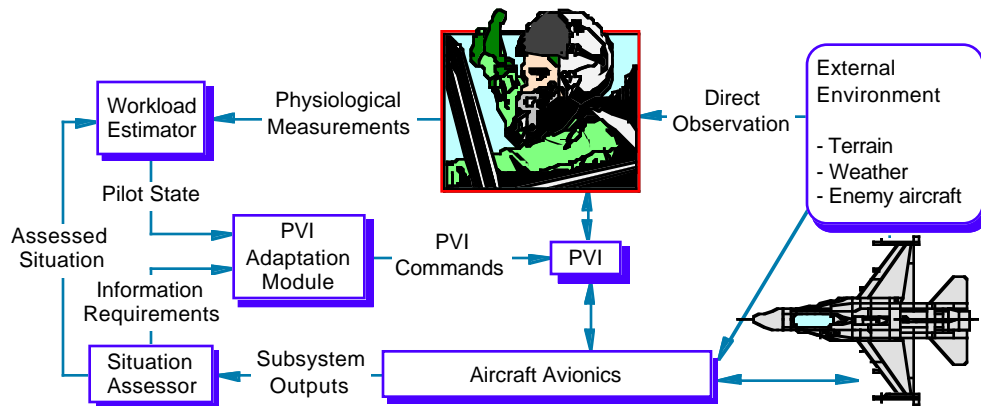 External
Environment
- Terrain
- Weather
- Enemy aircraft
Direct
Observation
Physiological
Measurements
Workload
Estimator
Pilot State
Assessed
Situation
PVI
Adaptation
Module
PVI
Commands
PVI
Information
Requirements
Situation
Assessor
Subsystem
Outputs
Aircraft Avionics